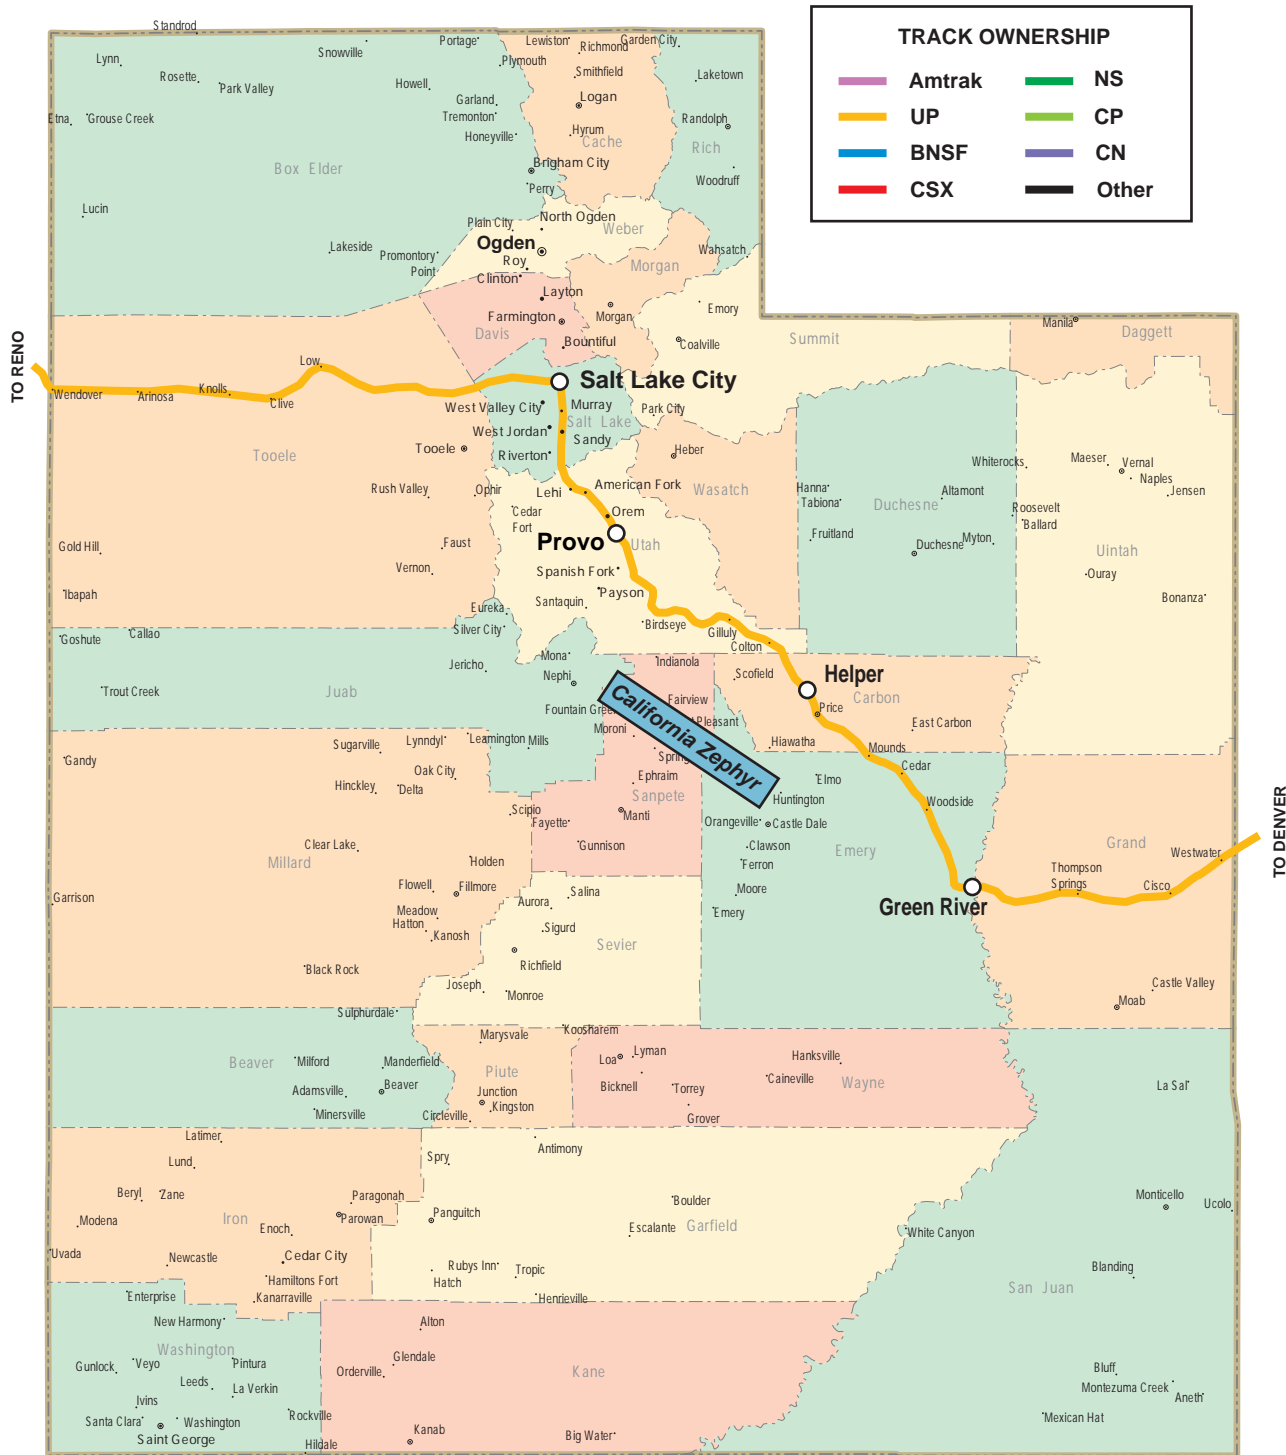 TRACK OWNERSHIP
Amtrak
NS
UP
CP
BNSF
CN
CSX
Other
Standrod
Lynn
Rosette
Park Valley
Snowville
Portage
Howell
Garland
Tremonton
Honeyville
Etna
Grouse Creek
Box Elder
Lucin
Lakeside
Promontory
Point
Plymouth
Lewiston
Richmond
Smithfield
Logan
Hyrum
Cache
Brigham City
Perry
Garden City
Laketown
Randolph
Rich
Woodruff
Plain City
North Ogden
Weber
Ogden
Roy
Clinton
Morgan
Wahsatch
Layton
Farmington
Davis
Bountiful
Morgan
Emory
Coalville
Summit
Manila
Daggett
TO RENO
Wendover
Arinosa
Knolls
Low
Clive
Salt Lake City
West Valley City
Murray
Salt Lake
West Jordan
Sandy
Riverton
Park City
Tooele
Tooele
Rush Valley
Ophir
Lehi
American Fork
Cedar
Fort
Orem
Heber
Wasatch
Hanna
Tabiona
Fruitland
Duchesne
Altamont
Duchesne
Myton
Whiterocks
Roosevelt
Ballard
Maeser
Vernal
Naples
Jensen
Uintah
Ouray
Bonanza
Gold Hill
Ibapah
Faust
Vernon
Provo
Utah
Spanish Fork
Payson
Santaquin
Birdseye
Gilluly
Colton
Eureka
Silver City
Goshute
Callao
Trout Creek
Juab
Jericho
Mona
Nephi
Indianola
Fairview
Fountain Gree
Pleasant
Moroni
Spring
California Zephyr
Scofield
Helper
Carbon
Price
East Carbon
Hiawatha
Mounds
Cedar
Woodside
Gandy
Sugarville
Lynndyl
Leamington
Mills
Oak City
Hinckley
Delta
Scipio
Fayette
Ephraim
Sanpete
Manti
Gunnison
Elmo
Huntington
Orangeville
Castle Dale
Clawson
Ferron
Moore
Emery
Emery
Green River
Millard
Clear Lake
Holden
Flowell
Fillmore
Meadow
Hatton
Kanosh
Garrison
Black Rock
Salina
Aurora
Sigurd
Sevier
Richfield
Joseph
Monroe
Grand
Thompson
Springs
Cisco
Westwater
TO DENVER
Castle Valley
Moab
Sulphurdale
Beaver
Milford
Manderfield
Adamsville
Beaver
Minersville
Koosharem
Marysvale
Piute
Junction
Kingston
Circleville
Loa
Lyman
Bicknell
Torrey
Grover
Hanksville
Caineville
Wayne
La Sal
Latimer
Lund
Beryl
Zane
Modena
Iron
Paragonah
Parowan
Enoch
Uvada
Newcastle
Cedar City
Hamiltons Fort
Kanarraville
Spry
Antimony
Panguitch
Boulder
Escalante
Garfield
Hatch
Rubys Inn
Tropic
Henrieville
White Canyon
Monticello
Ucolo
Blanding
San Juan
Bluff
Montezuma Creek
Aneth
Mexican Hat
Enterprise
New Harmony
Washington
Gunlock
Veyo
Pintura
Leeds
La Verkin
Ivins
Santa Clara
Washington
Saint George
Rockville
Hildale
Alton
Glendale
Orderville
Kane
Kanab
Big Water